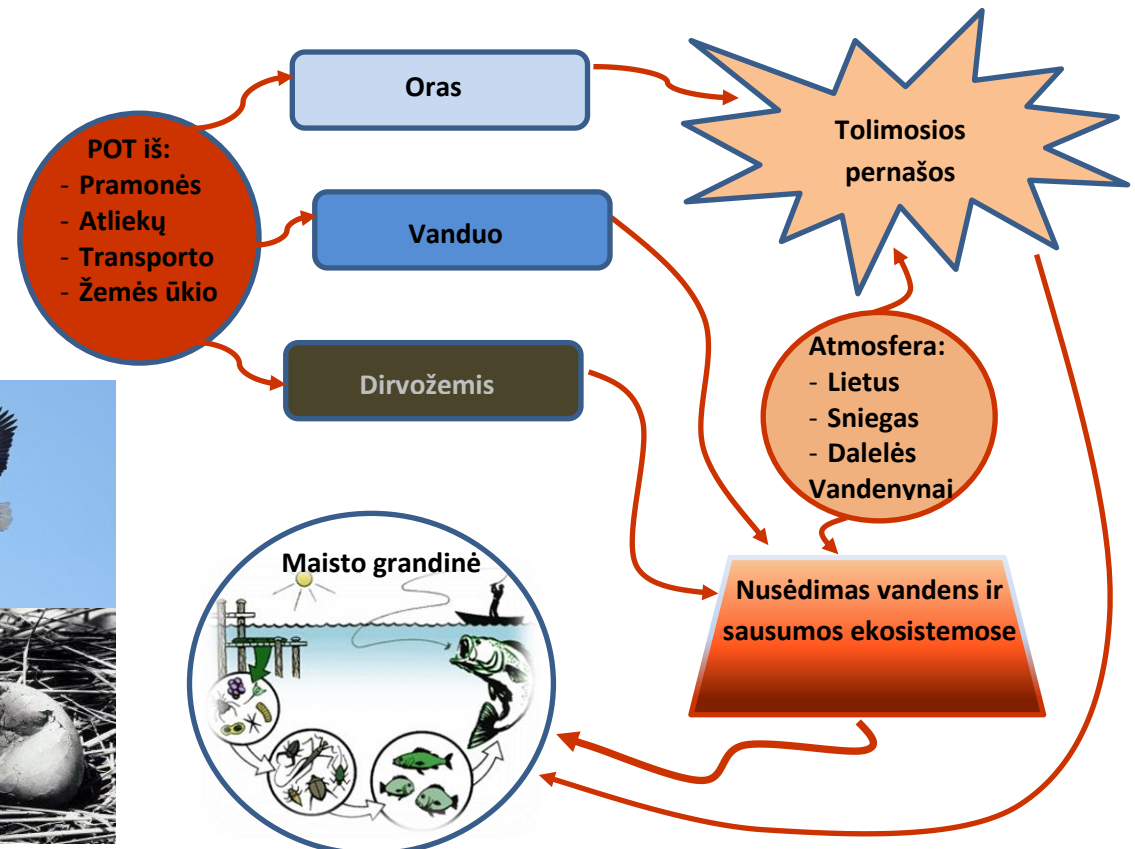 POT iš:
- Pramonės
- Atliekų
- Transporto
- Žemės ūkio
Oras
Vanduo
Dirvožemis
Tolimosios
pernašos
Atmosfera:
- Lietus
- Sniegas
- Dalelės
Vandenynai
Nusėdimas vandens ir
sausumos ekosistemose
Maisto grandinė